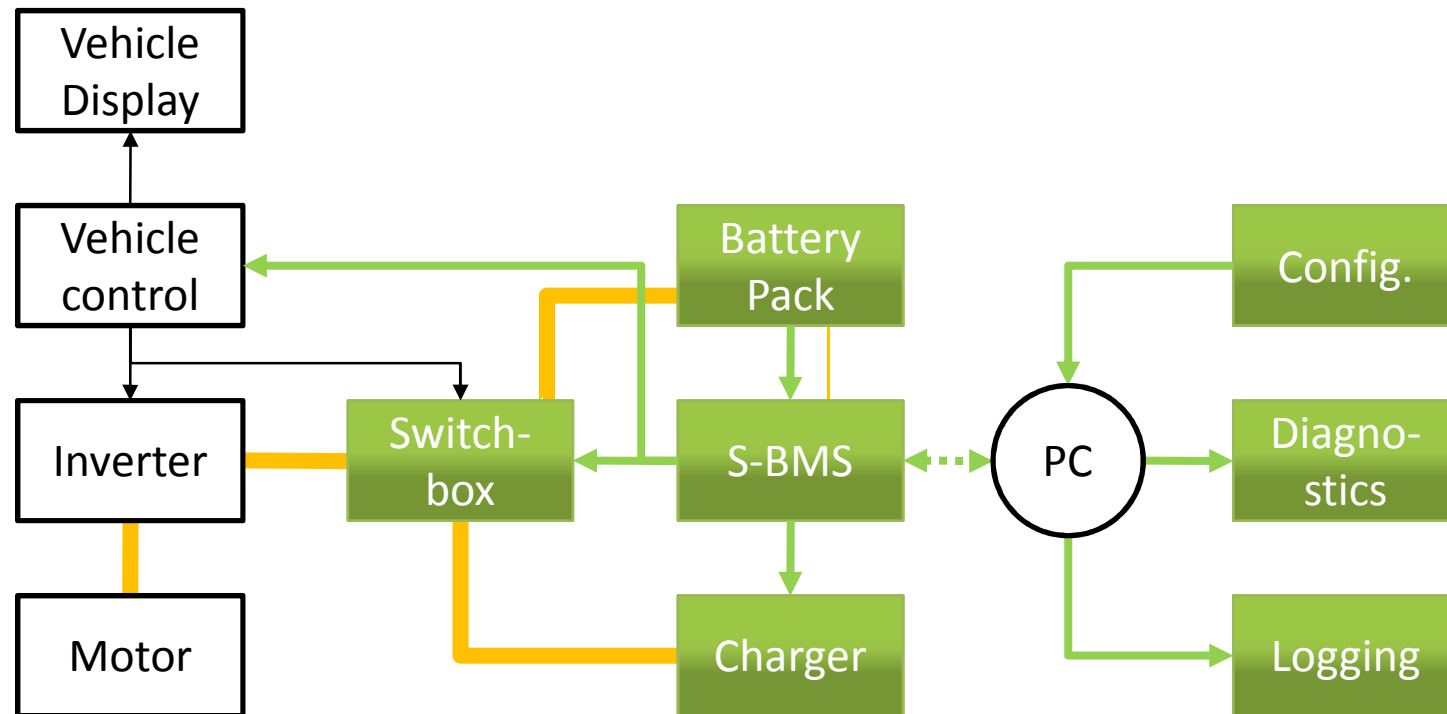 Vehicle
Display
Vehicle
control
Battery
Pack
Config.
Inverter
Switch-
box
S-BMS
PC
Diagno-
stics
Motor
Charger
Logging